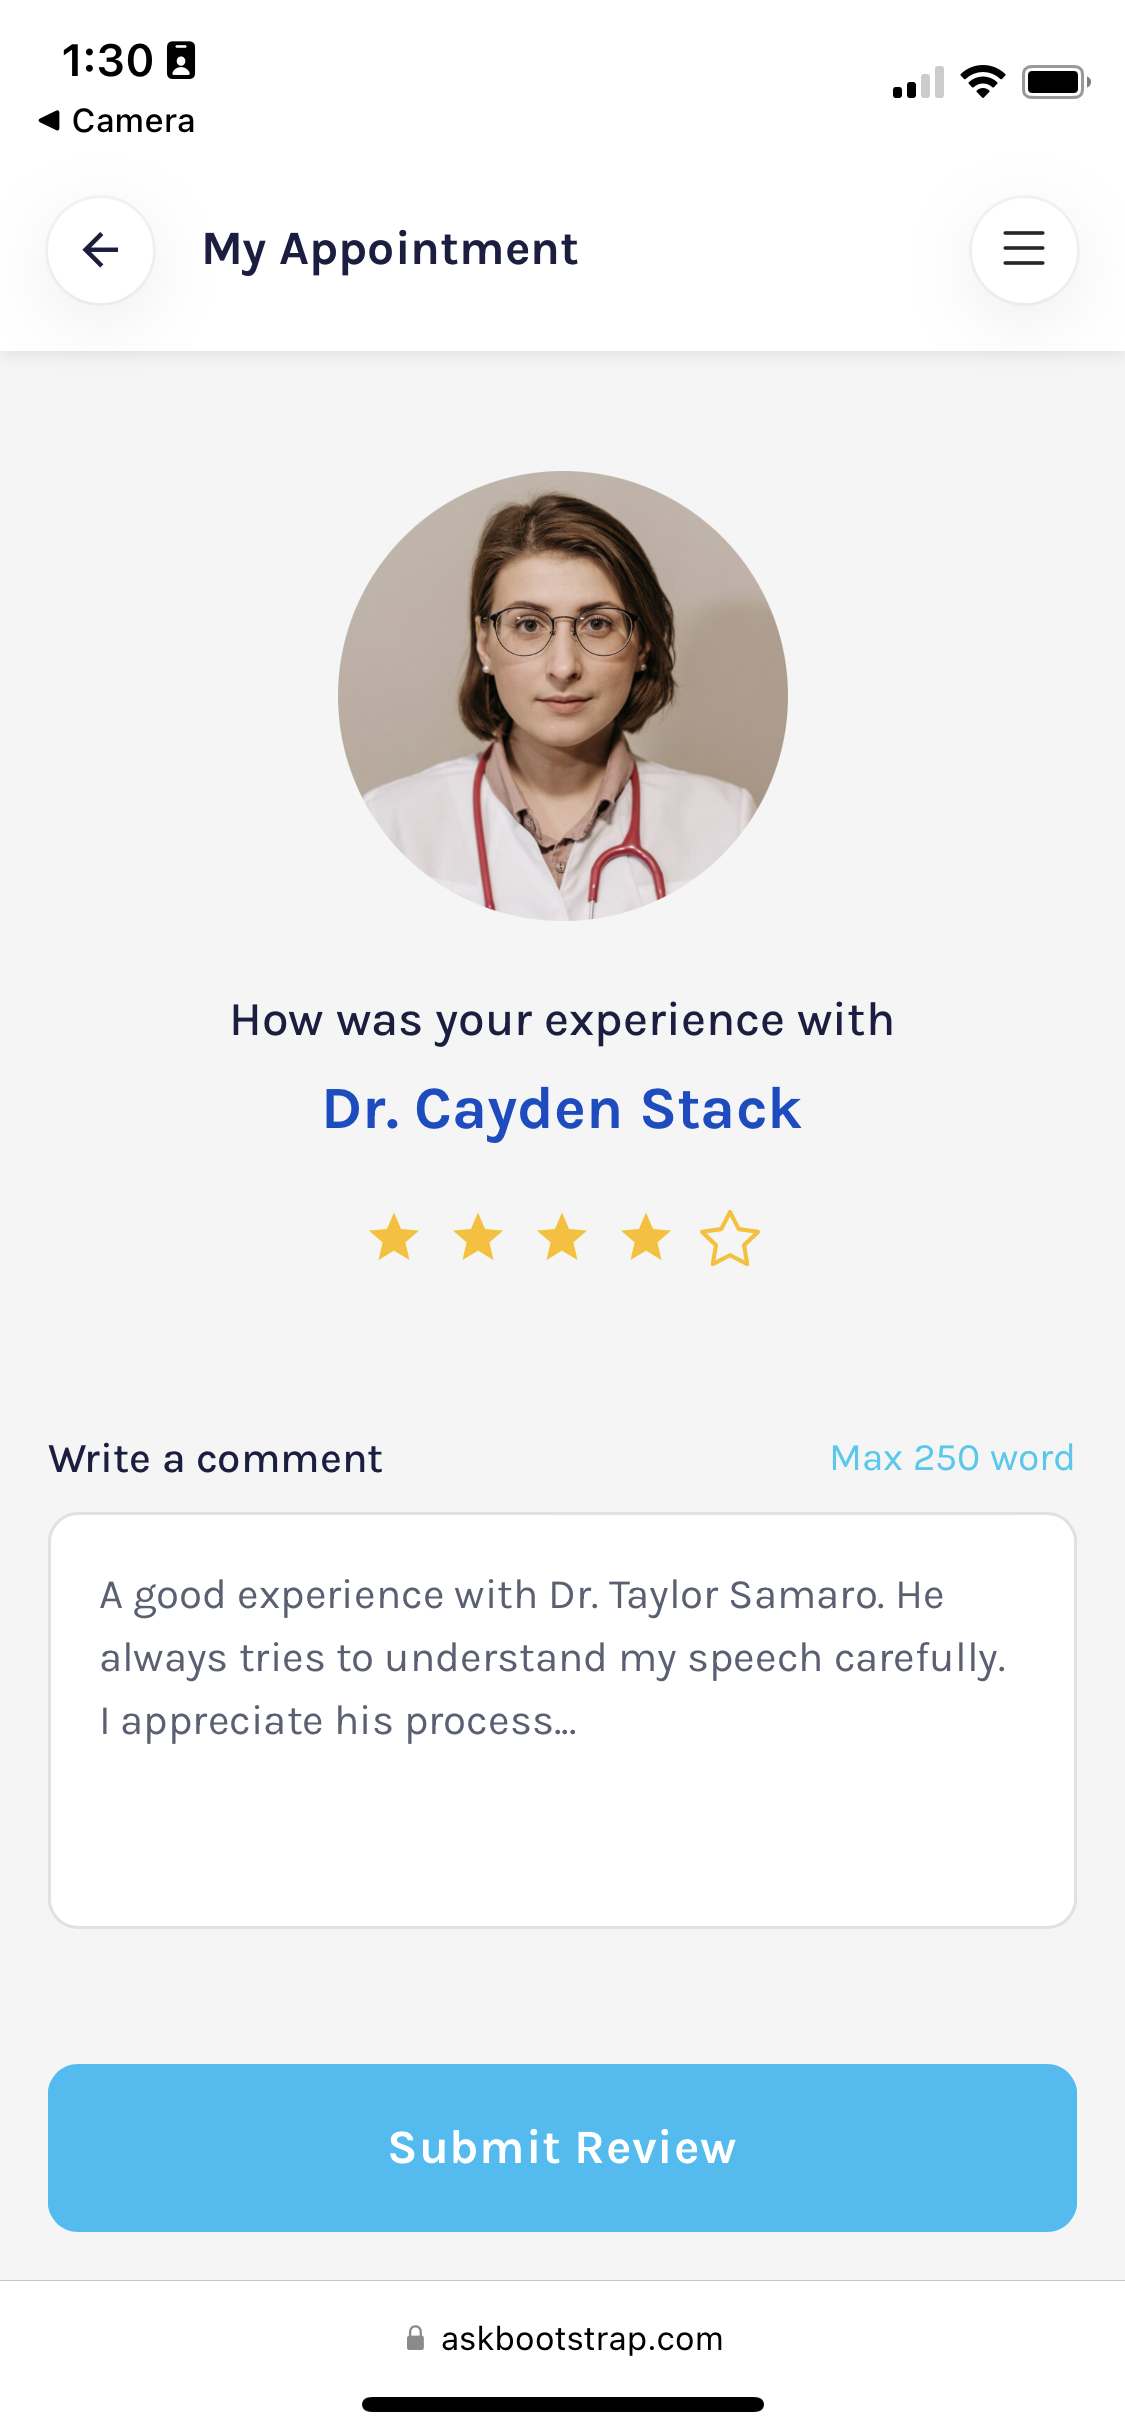 1:30
Camera
My Appointment
How was your experience with
Dr. Cayden Stack
Write a comment
Max 250 word
A good experience with Dr. Taylor Samaro. He
always tries to understand my speech carefully.
I appreciate his process...
Submit Review
askbootstrap.com